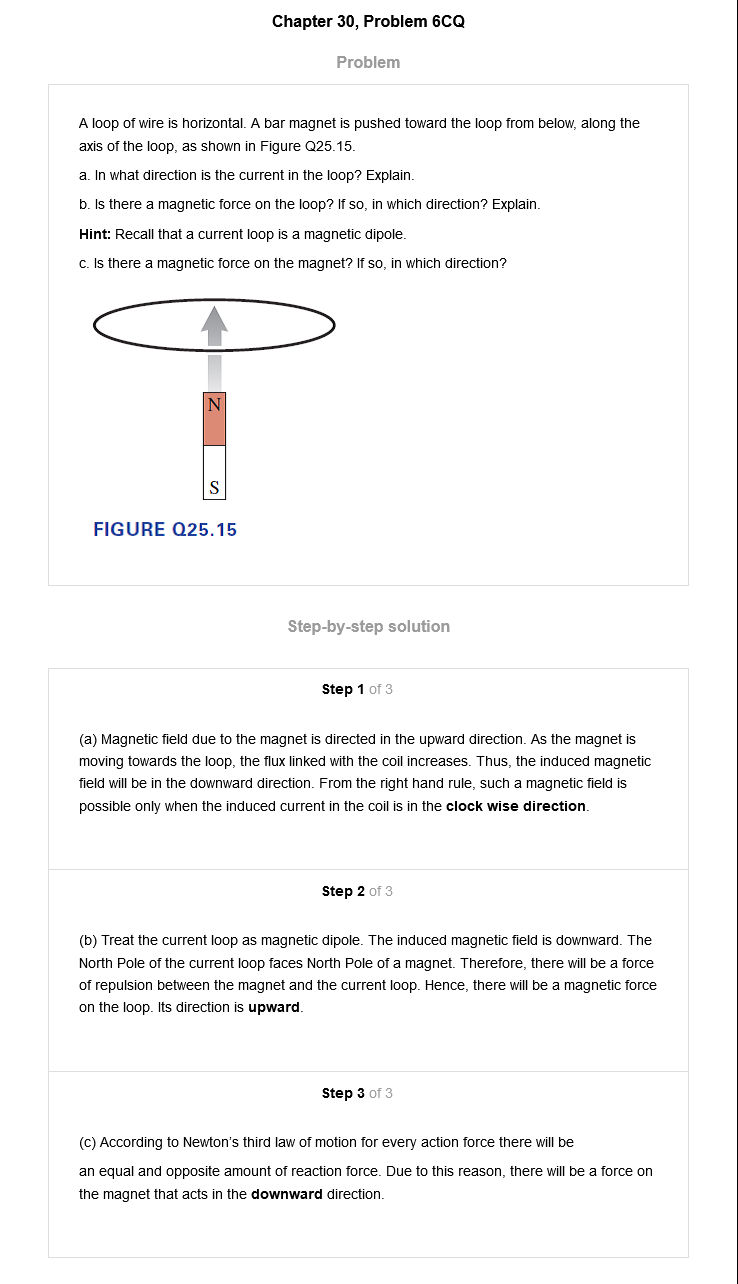 Chapter 30, Problem 6CQ
Problem
A loop of wire is horizontal. A bar magnet is pushed toward the loop from below, along the
axis of the loop, as shown in Figure Q25.15.
a. In what direction is the current in the loop? Explain.
b. Is there a magnetic force on the loop? If so, in which direction? Explain.
Hint: Recall that a current loop is a magnetic dipole.
c. Is there a magnetic force on the magnet? If so, in which direction?
N
S
FIGURE Q25.15
Step-by-step solution
Step 1 of 3
(a) Magnetic field due to the magnet is directed in the upward direction. As the magnet is
moving towards the loop, the flux linked with the coil increases. Thus, the induced magnetic
field will be in the downward direction. From the right hand rule, such a magnetic field is
possible only when the induced current in the coil is in the clock wise direction.
Step 2 of 3
(b) Treat the current loop as magnetic dipole. The induced magnetic field is downward. The
North Pole of the current loop faces North Pole of a magnet. Therefore, there will be a force
of repulsion between the magnet and the current loop. Hence, there will be a magnetic force
on the loop. Its direction is upward.
Step 3 of 3
(c) According to Newton's third law of motion for every action force there will be
an equal and opposite amount of reaction force. Due to this reason, there will be a force on
the magnet that acts in the downward direction.